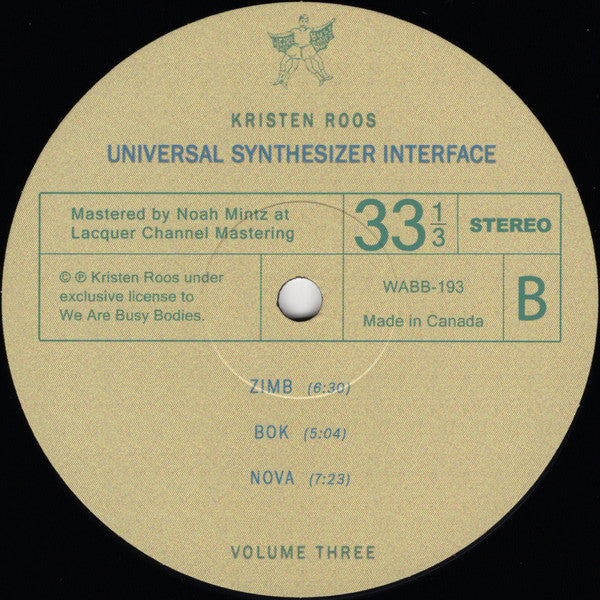 KRISTEN ROOS
UNIVERSAL SYNTHESIZER INTERFACE
Mastered by Noah Mintz at
Lacquer Channel Mastering
33 1/3
STEREO
© ℗ Kristen Roos under
exclusive license to
We Are Busy Bodies.
WABB-193
Made in Canada
B
ZIMB (6:30)
BOK (5:04)
NOVA (7:23)
VOLUME THREE